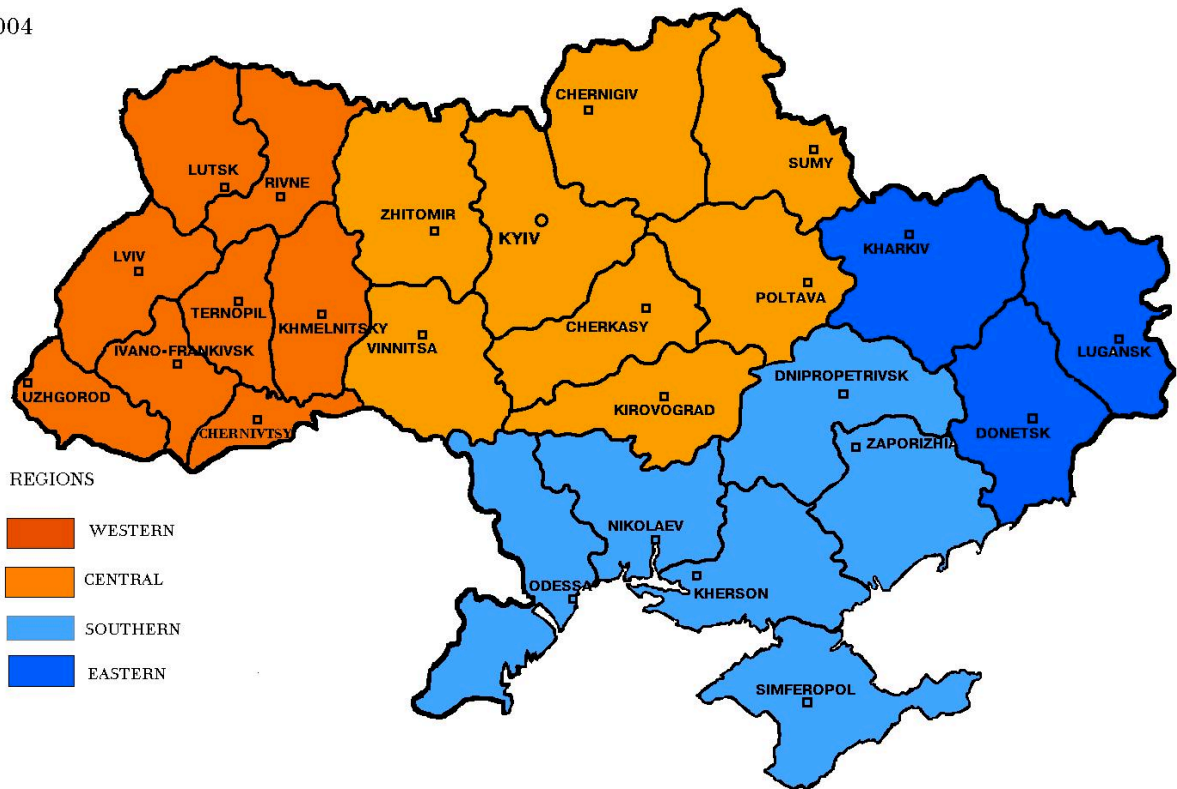 004
CHERNIGIV
SUMY
LUTSK
RIVNE
ZHITOMIR
KYIV
KHARKIV
LVIV
TERNOPIL
KHMELNITSKY
CHERKASY
POLTAVA
LUGANSK
IVANO-FRANKIVSK
VINNITSA
UZHGOROD
DNIPROPETRIVSK
KIROVOGRAD
CHERNIVTSY
DONETSK
ZAPORIZHIA
NIKOLAEV
ODESSA
KHERSON
SIMFEROPOL
REGIONS
WESTERN
CENTRAL
SOUTHERN
EASTERN